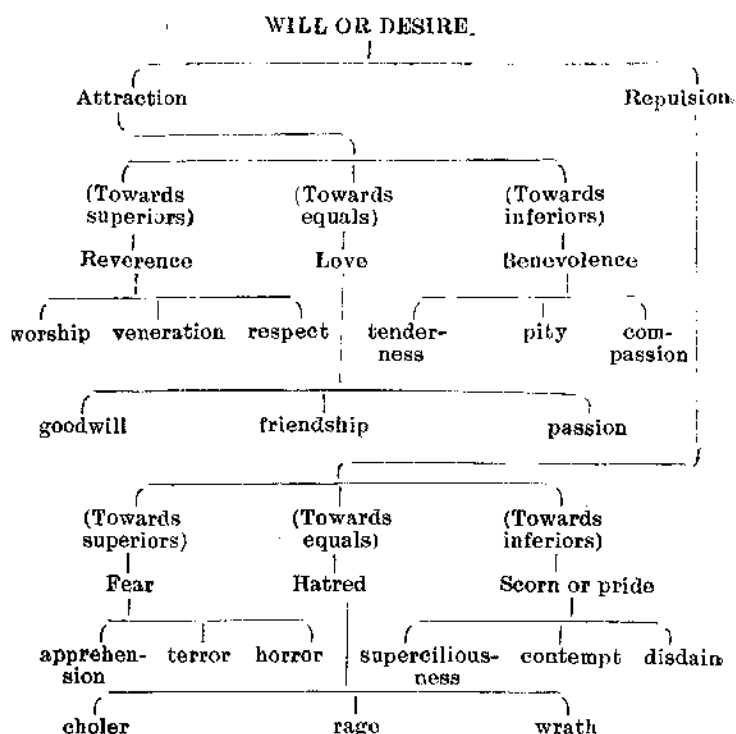 WILL OR DESIRE.
Attraction Repulsion.
(Towards (Towards (Towards
superiors) equals) inferiors)
Reverence Love Benevolence
worship veneration respect tender- pity com-
ness passion
goodwill friendship passion
(Towards (Towards (Towards
superiors) equals) inferiors)
Fear Hatred Scorn or pride
apprehen- terror horror supercilious- contempt disdain
sion ness
choler rage wrath